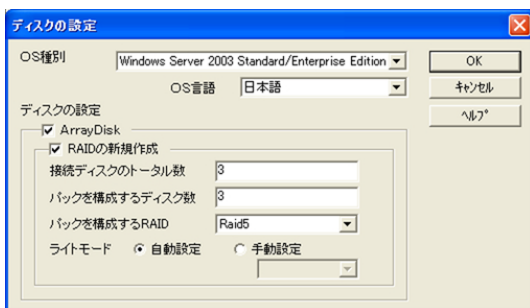 ディスクの設定
OS種別 Windows Server 2003 Standard/Enterprise Edition OK
OS言語 日本語 キャンセル
ヘルプ
ディスクの設定
ArrayDisk
RAIDの新規作成
接続ディスクのトータル数 3
パックを構成するディスク数 3
パックを構成するRAID Raid5
ライトモード 自動設定 手動設定